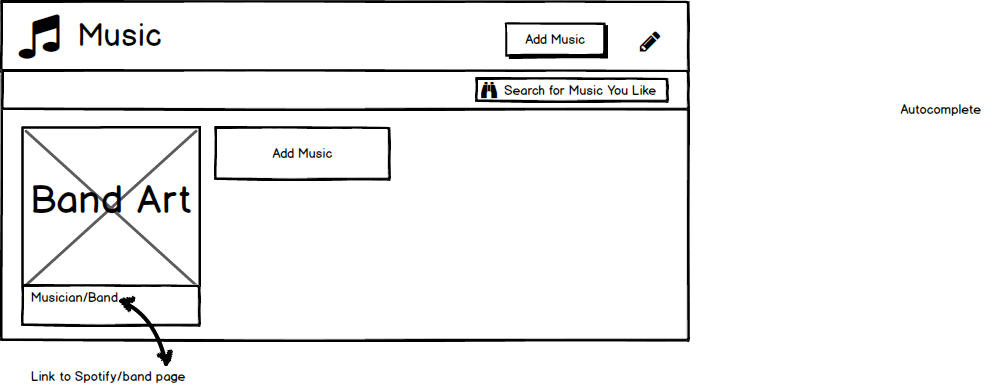 Music
Add Music
Search for Music You Like
Autocomplete
Add Music
Band Art
Musician/Band
Link to Spotify/band page